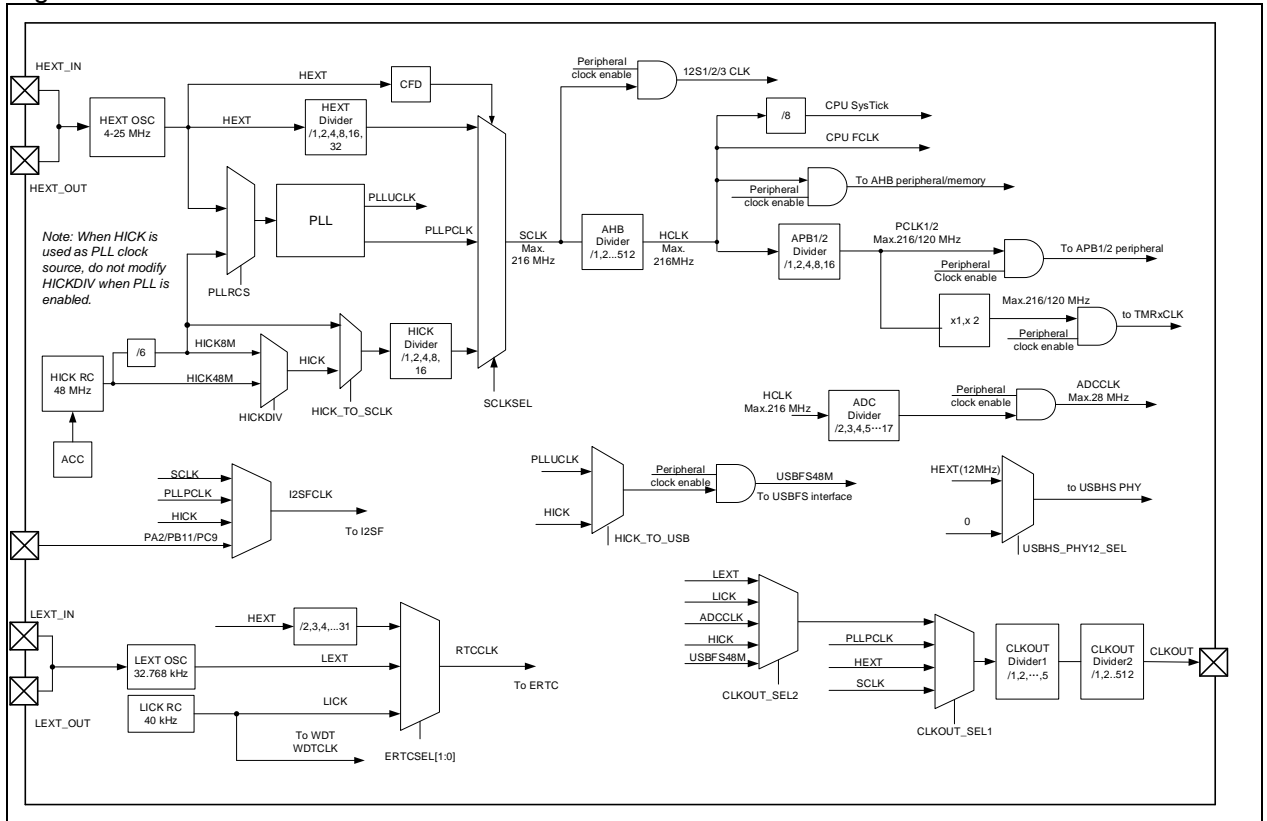 HEXT_IN
HEXT_OUT
HEXT OSC
4-25 MHz
HEXT
CFD
HEXT
HEXT
Divider
/1,2,4,8,16,
32
PLL
PLLUCLK
PLLPCLK
PLLRCS
Note: When HICK is
used as PLL clock
source, do not modify
HICKDIV when PLL is
enabled.
/6
HICK8M
HICK RC
48 MHz
HICK48M
HICKDIV
HICK
HICK_TO_SCLK
HICK
Divider
/1,2,4,8,
16
ACC
SCLKSEL
SCLK
Max.
216 MHz
AHB
Divider
/1,2...512
HCLK
Max.
216MHz
Peripheral
clock enable
12S1/2/3 CLK
/8
CPU SysTick
CPU FCLK
Peripheral
clock enable
To AHB peripheral/memory
APB1/2
Divider
/1,2,4,8,16
PCLK1/2
Max.216/120 MHz
Peripheral
Clock enable
To APB1/2 peripheral
x1,x 2
Max.216/120 MHz
Peripheral
clock enable
to TMRxCLK
HCLK
Max.216 MHz
ADC
Divider
/2,3,4,5···17
Peripheral
clock enable
ADCCLK
Max.28 MHz
SCLK
PLLPCLK
HICK
PA2/PB11/PC9
I2SFCLK
To I2SF
PLLUCLK
HICK
HICK_TO_USB
Peripheral
clock enable
USBFS48M
To USBFS interface
HEXT(12MHz)
0
to USBHS PHY
USBHS_PHY12_SEL
LEXT_IN
LEXT_OUT
LEXT OSC
32.768 kHz
LICK RC
40 kHz
HEXT
/2,3,4,...31
LEXT
LICK
To WDT
WDTCLK
ERTCSEL[1:0]
RTCCLK
To ERTC
LEXT
LICK
ADCCLK
HICK
USBFS48M
CLKOUT_SEL2
PLLPCLK
HEXT
SCLK
CLKOUT_SEL1
CLKOUT
Divider1
/1,2,···,5
CLKOUT
Divider2
/1,2..512
CLKOUT